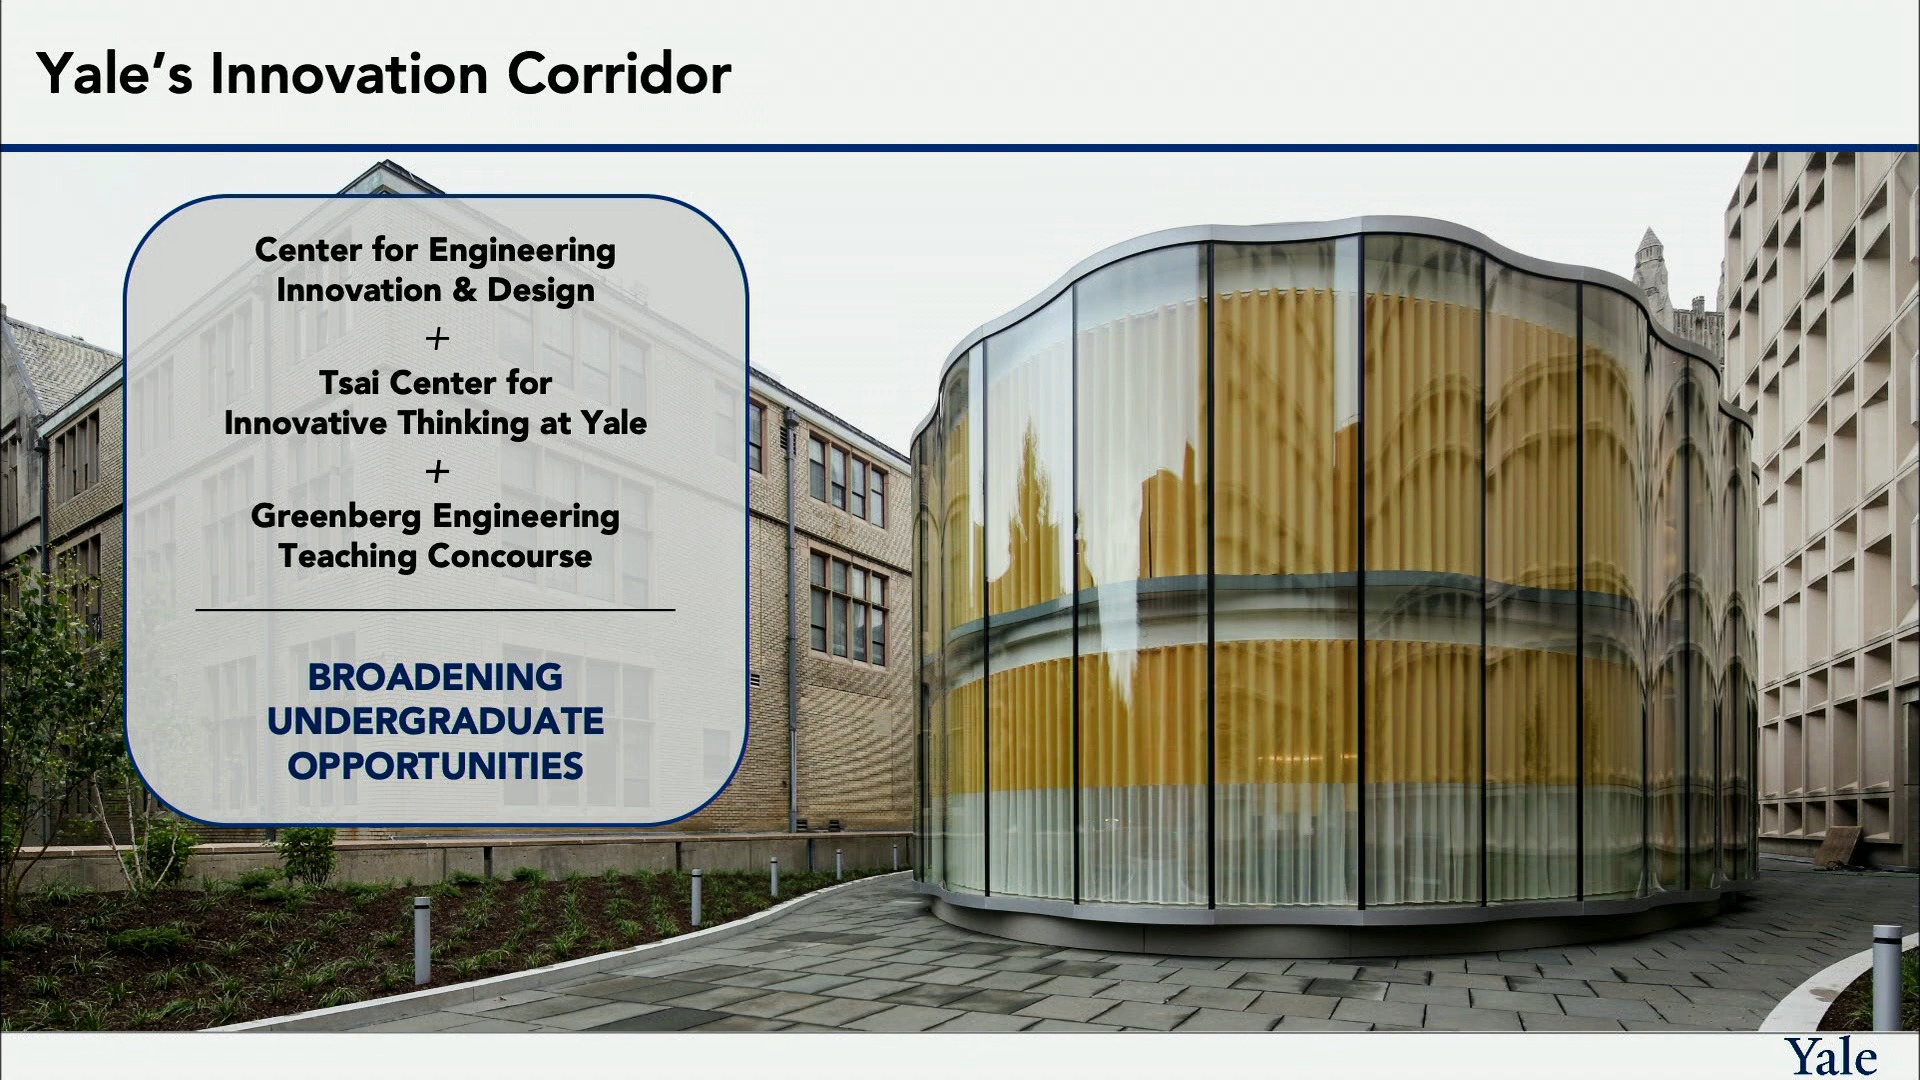 Yale’s Innovation Corridor
Center for Engineering
Innovation & Design
+
Tsai Center for
Innovative Thinking at Yale
+
Greenberg Engineering
Teaching Concourse
BROADENING
UNDERGRADUATE
OPPORTUNITIES
Yale